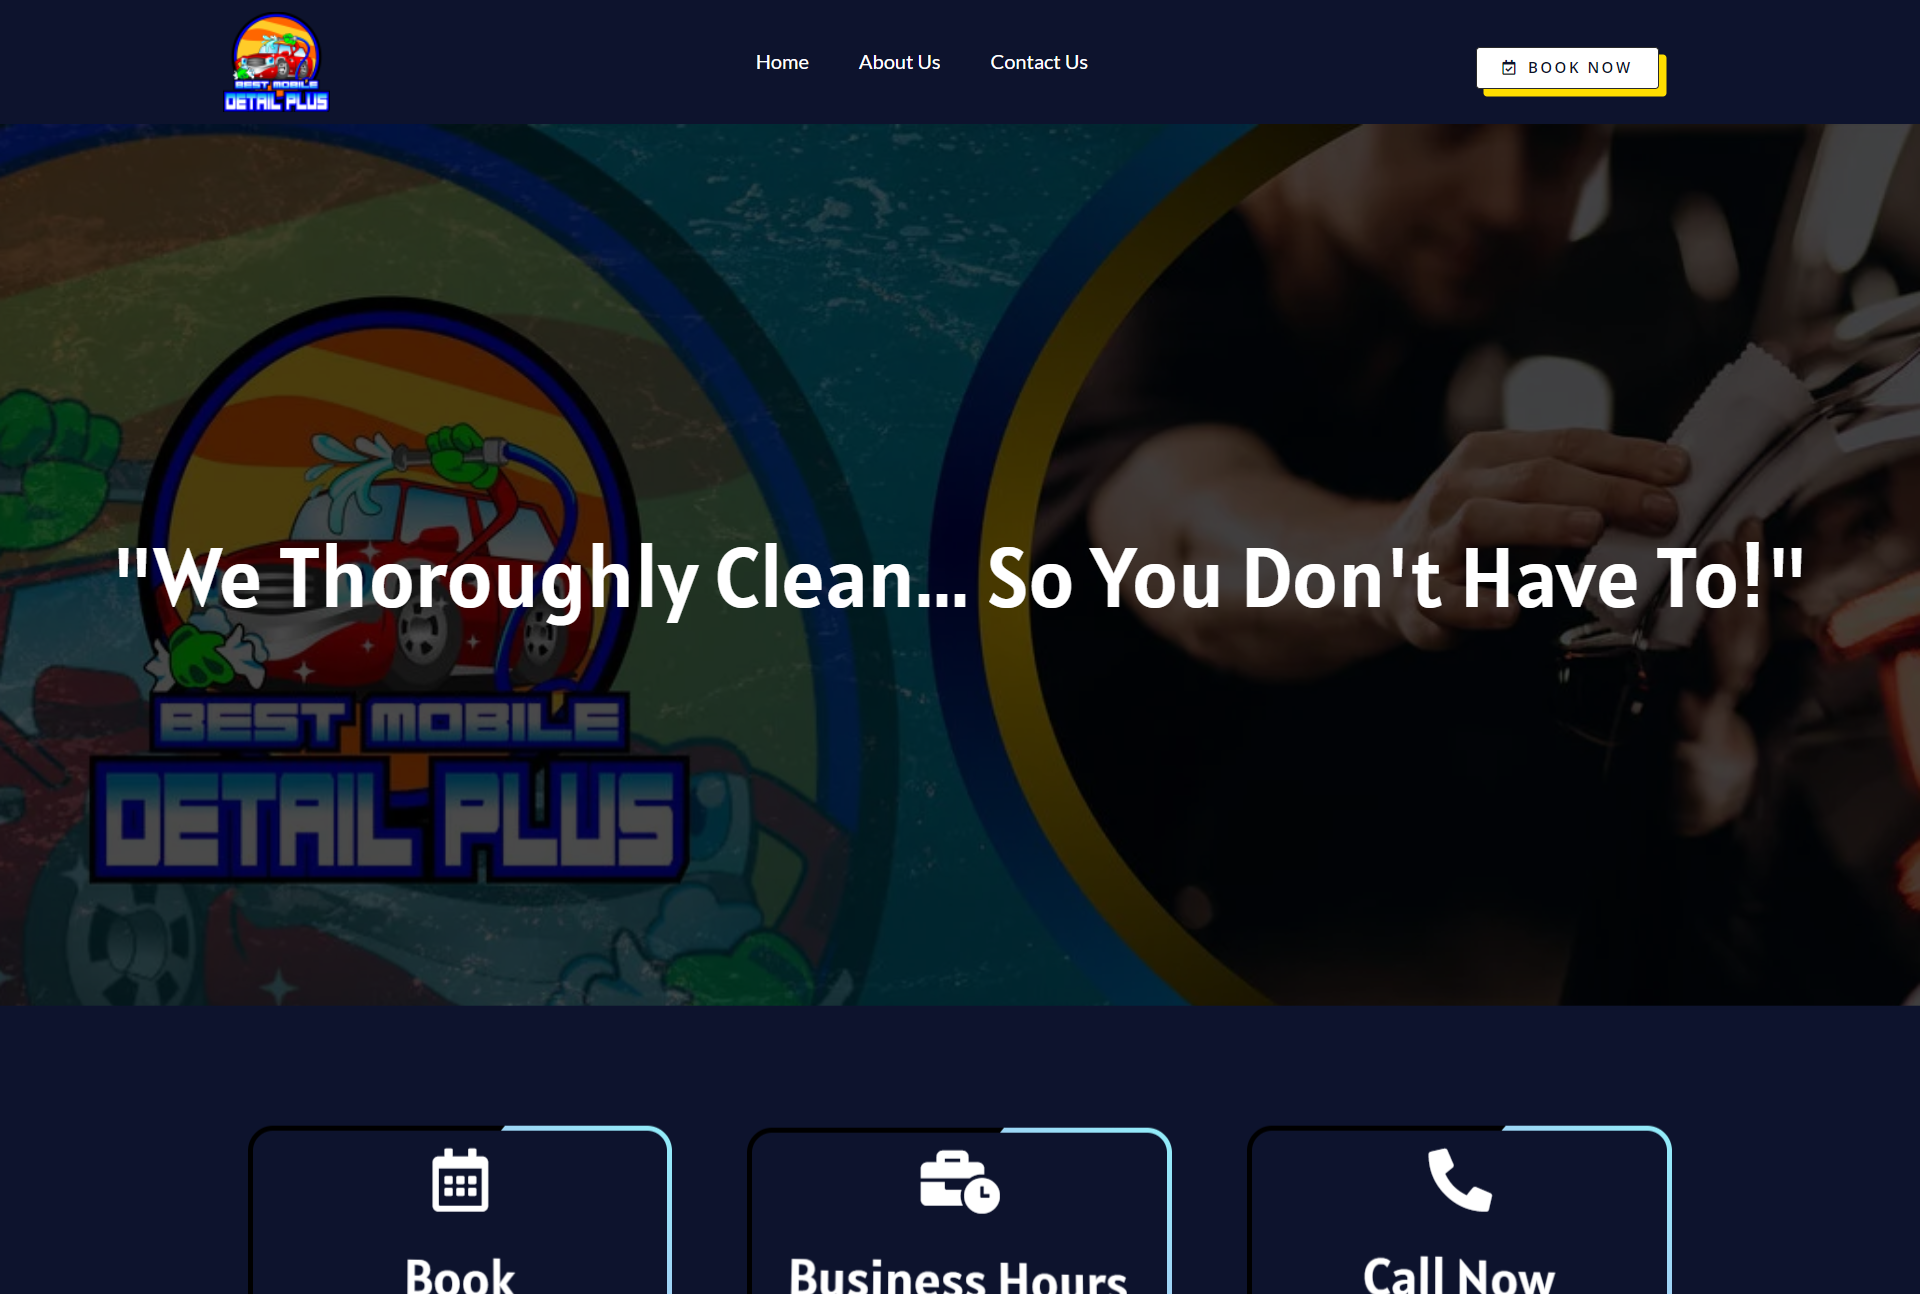 BEST MOBILE
DETAIL PLUS
Home
About Us
Contact Us
BOOK NOW
"We Thoroughly Clean... So You Don't Have To!"
BEST MOBILE
DETAIL PLUS
Book
Business Hours
Call Now